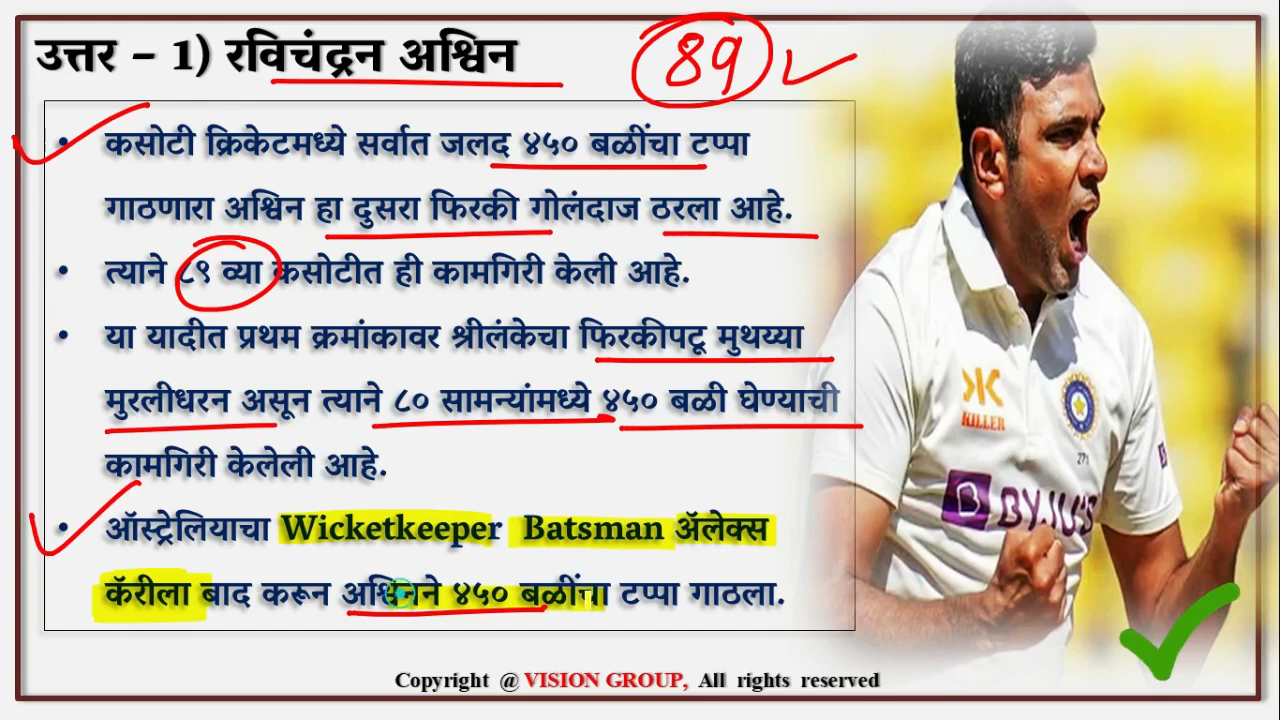 उत्तर – 1) रविचंद्रन अश्विन
89
• कसोटी क्रिकेटमध्ये सर्वात जलद ४५० बळींचा टप्पा
गाठणारा अश्विन हा दुसरा फिरकी गोलंदाज ठरला आहे.
• त्याने ८९ व्या कसोटीत ही कामगिरी केली आहे.
• या यादीत प्रथम क्रमांकावर श्रीलंकेचा फिरकीपटू मुथय्या
मुरलीधरन असून त्याने ८० सामन्यांमध्ये ४५० बळी घेण्याची
कामगिरी केलेली आहे.
• ऑस्ट्रेलियाचा Wicketkeeper Batsman ॲलेक्स
कॅरीला बाद करून अश्विनने ४५० बळींचा टप्पा गाठला.
KILLER
BYJU'S
Copyright @ VISION GROUP, All rights reserved